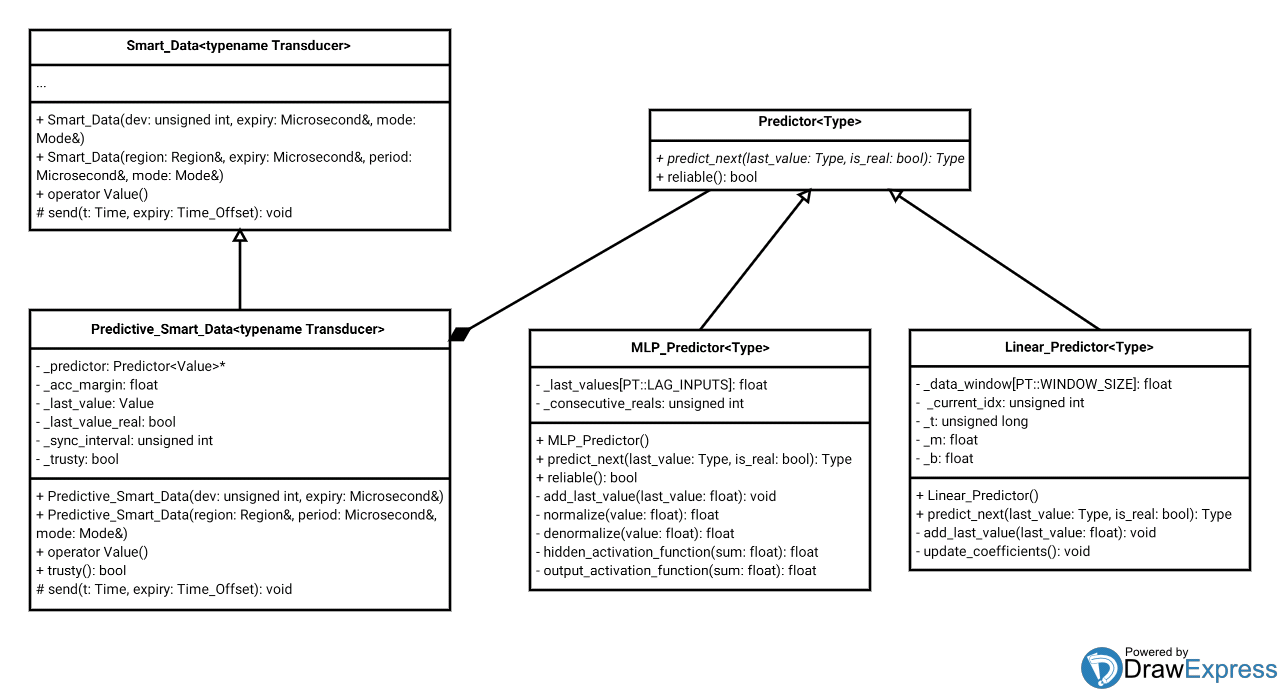 Smart_Data<typename Transducer>
...
+ Smart_Data(dev: unsigned int, expiry: Microsecond&, mode:
Mode&)
+ Smart_Data(region: Region&, expiry: Microsecond&, period:
Microsecond&, mode: Mode&)
+ operator Value()
# send(t: Time, expiry: Time_Offset): void
Predictor<Type>
+ predict_next(last_value: Type, is_real: bool): Type
+ reliable(): bool
Predictive_Smart_Data<typename Transducer>
- _predictor: Predictor<Value>*
- _acc_margin: float
- _last_value: Value
- _last_value_real: bool
- _sync_interval: unsigned int
- _trusty: bool
+ Predictive_Smart_Data(dev: unsigned int, expiry: Microsecond&)
+ Predictive_Smart_Data(region: Region&, period: Microsecond&,
mode: Mode&)
+ operator Value()
+ trusty(): bool
# send(t: Time, expiry: Time_Offset): void
MLP_Predictor<Type>
- _last_values[PT::LAG_INPUTS]: float
- _consecutive_reals: unsigned int
+ MLP_Predictor()
+ predict_next(last_value: Type, is_real: bool): Type
+ reliable(): bool
- add_last_value(last_value: float): void
- normalize(value: float): float
- denormalize(value: float): float
- hidden_activation_function(sum: float): float
- output_activation_function(sum: float): float
Linear_Predictor<Type>
- _data_window[PT::WINDOW_SIZE]: float
-  _current_idx: unsigned int
- _t: unsigned long
- _m: float
- _b: float
+ Linear_Predictor()
+ predict_next(last_value: Type, is_real: bool): Type
- add_last_value(last_value: float): void
- update_coefficients(): void
Powered by
DrawExpress